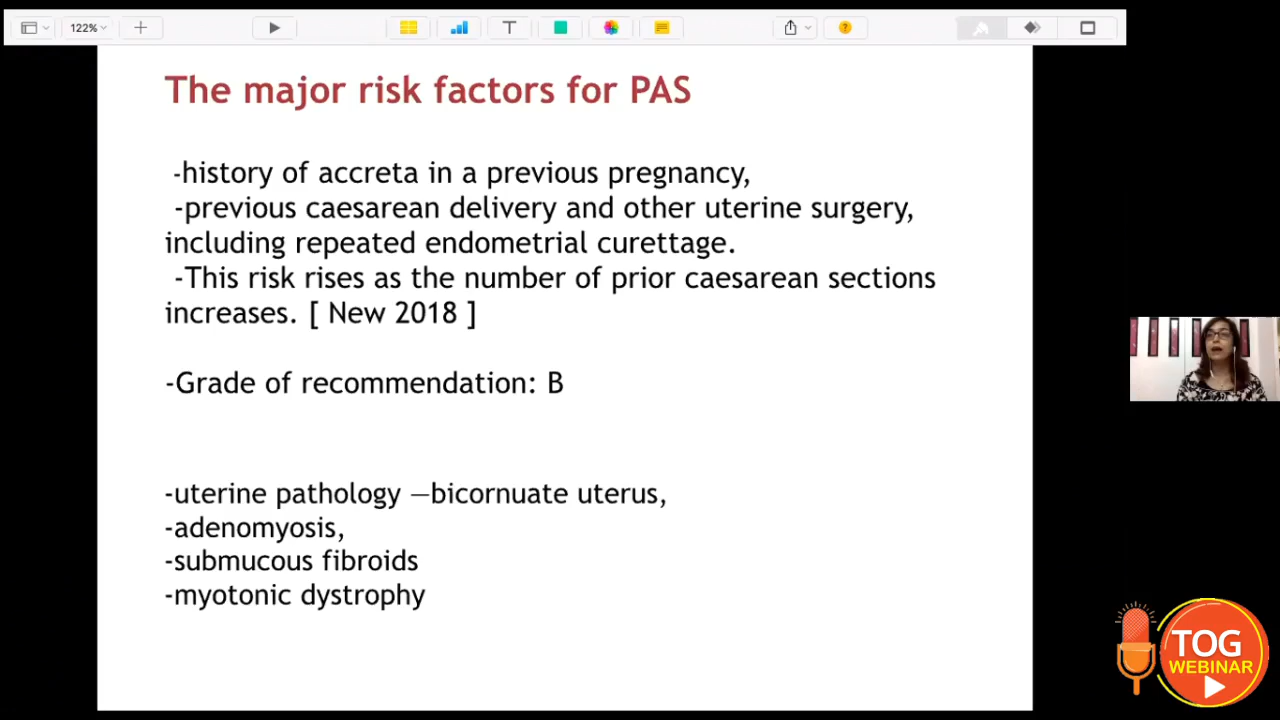 122%
The major risk factors for PAS
-history of accreta in a previous pregnancy,
-previous caesarean delivery and other uterine surgery,
including repeated endometrial curettage.
-This risk rises as the number of prior caesarean sections
increases. [ New 2018 ]
-Grade of recommendation: B
-uterine pathology —bicornuate uterus,
-adenomyosis,
-submucous fibroids
-myotonic dystrophy
TOG
WEBINAR